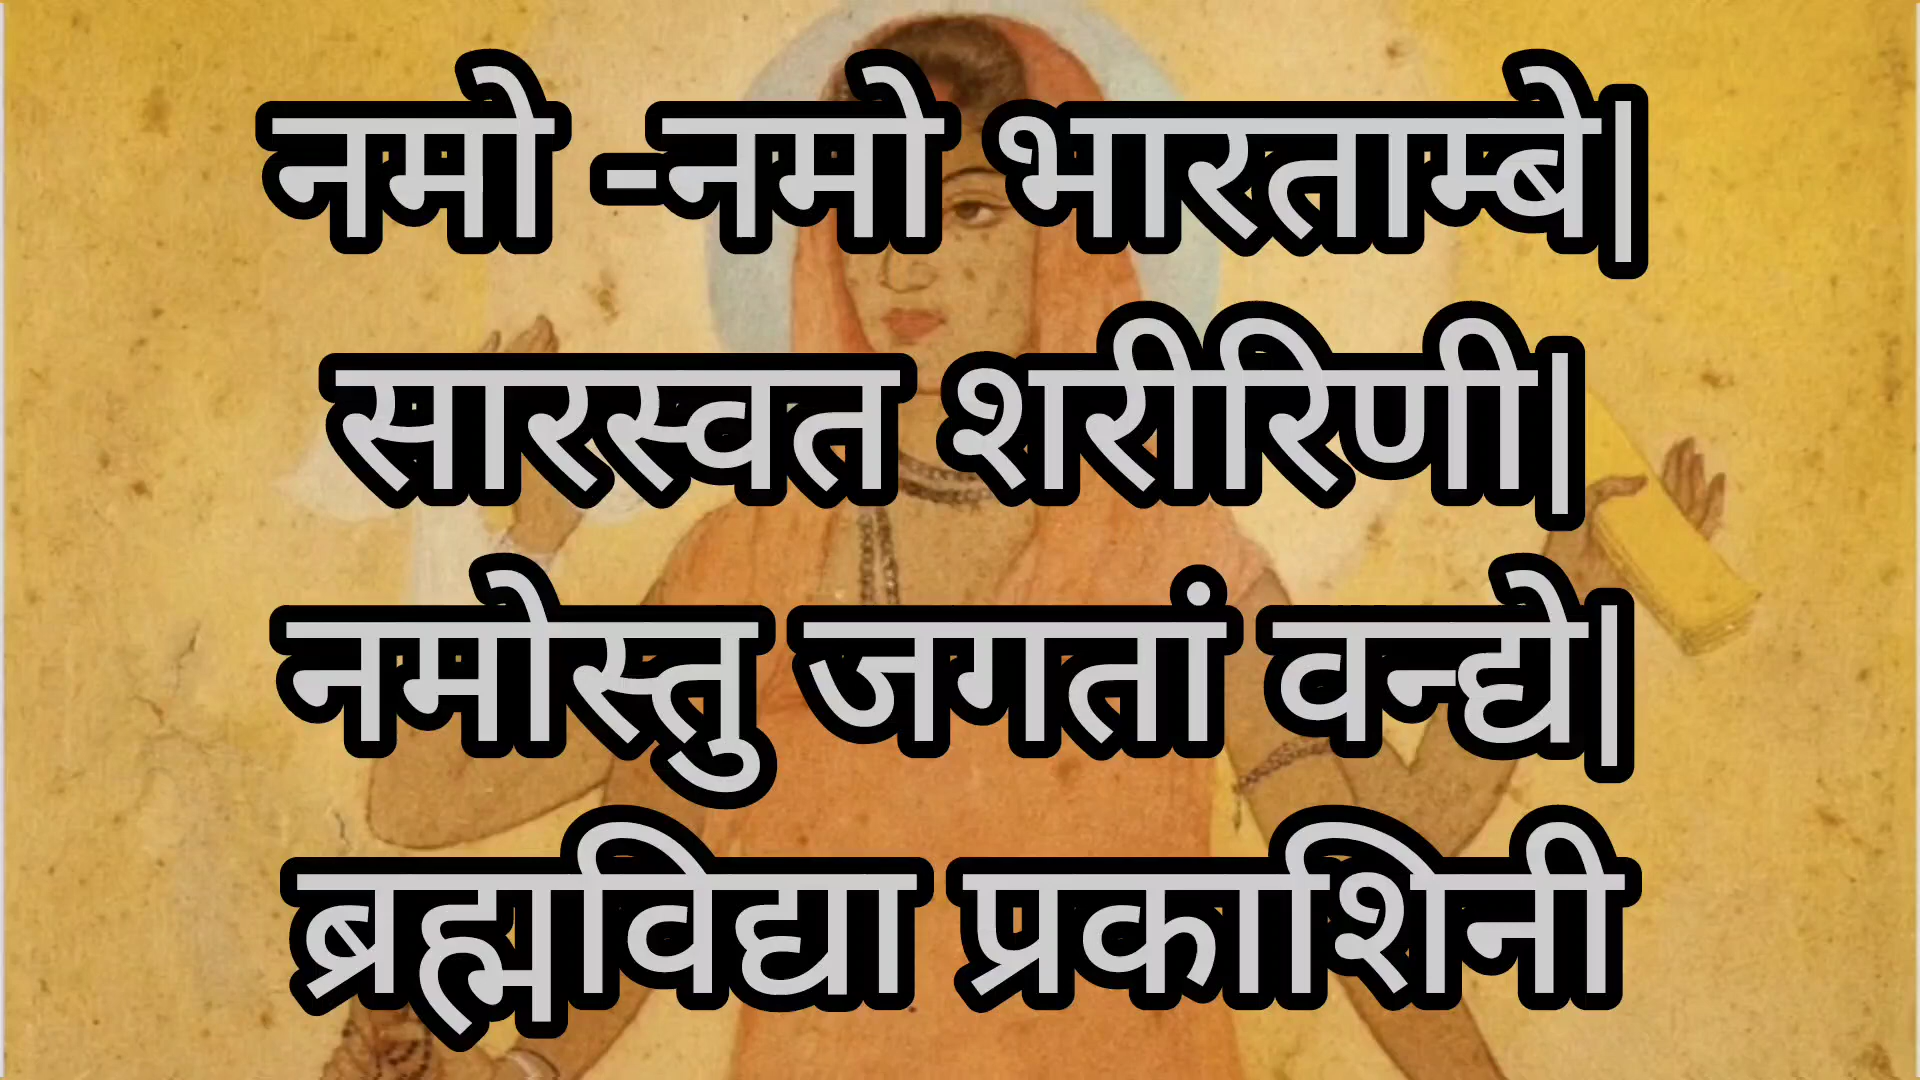 नमो -नमो भारताम्बे|
सारस्वत शरीरिणी|
नमोस्तु जगतां वन्द्ये|
ब्रह्मविद्या प्रकाशिनी